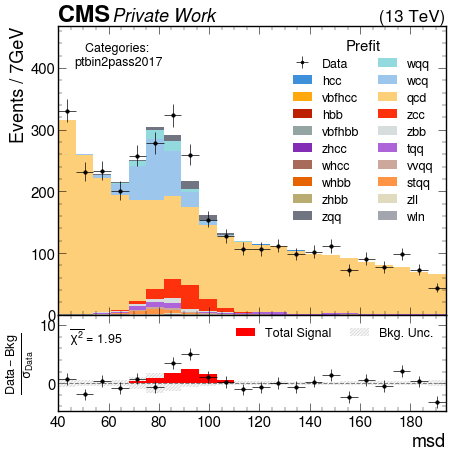 CMS Private Work (13 TeV)
Events / 7GeV
Categories:
ptbin2pass2017
Prefit
Data
hcc
vbfhcc
hbb
vbfhbb
zhcc
whcc
whbb
zhbb
zqq
wqq
wcq
qcd
zcc
zbb
tqq
vvqq
stqq
zll
wln
400
300
200
100
0
Data − Bkg
σData
χ² = 1.95
Total Signal
Bkg. Unc.
10
0
40 60 80 100 120 140 160 180
msd